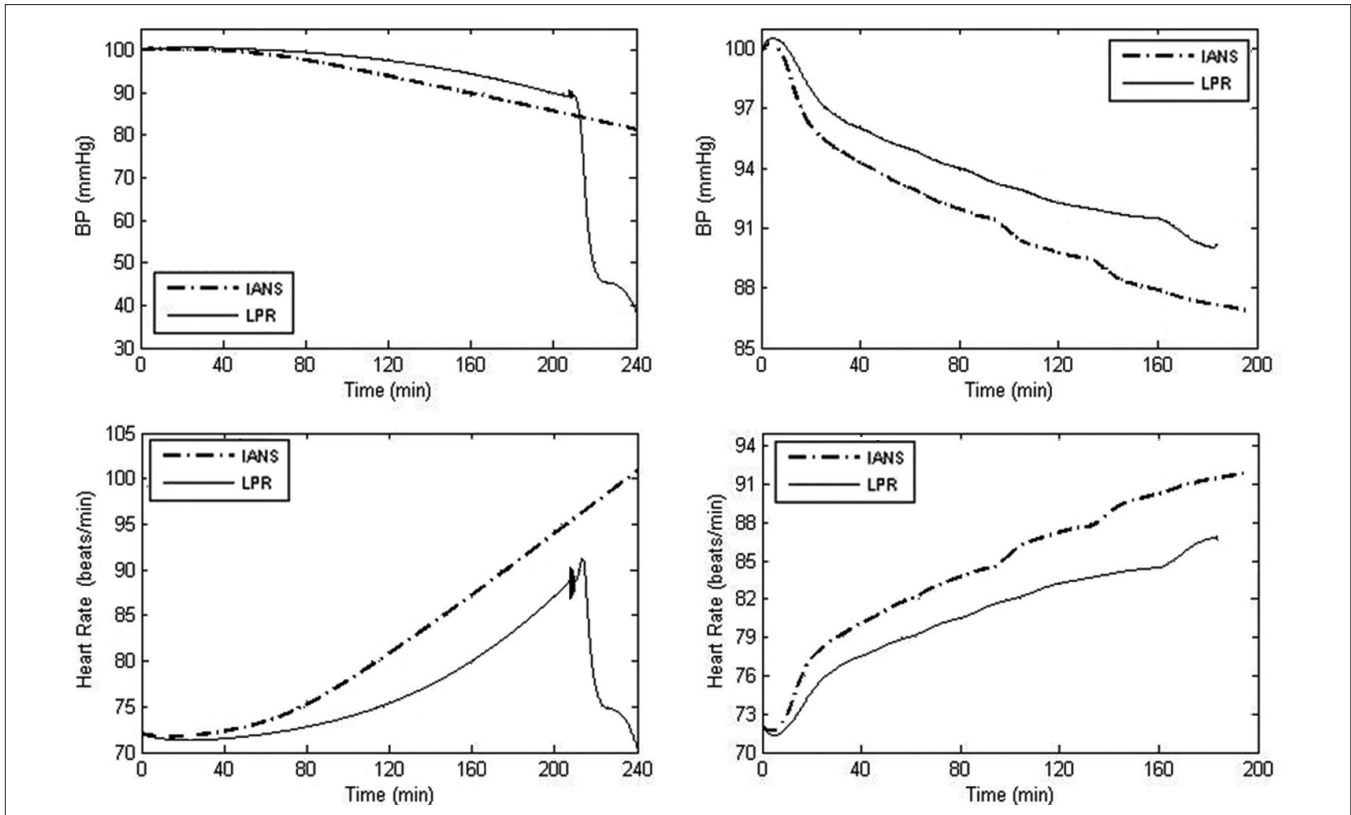 BP (mmHg)
100
90
80
70
60
50
40
30
IANS
LPR
0 40 80 120 160 200 240
Time (min)
BP (mmHg)
100
97
94
91
88
85
IANS
LPR
0 40 80 120 160 200
Time (min)
Heart Rate (beats/min)
105
100
95
90
85
80
75
70
IANS
LPR
0 40 80 120 160 200 240
Time (min)
Heart Rate (beats/min)
94
91
88
85
82
79
76
73
70
IANS
LPR
0 40 80 120 160 200
Time (min)